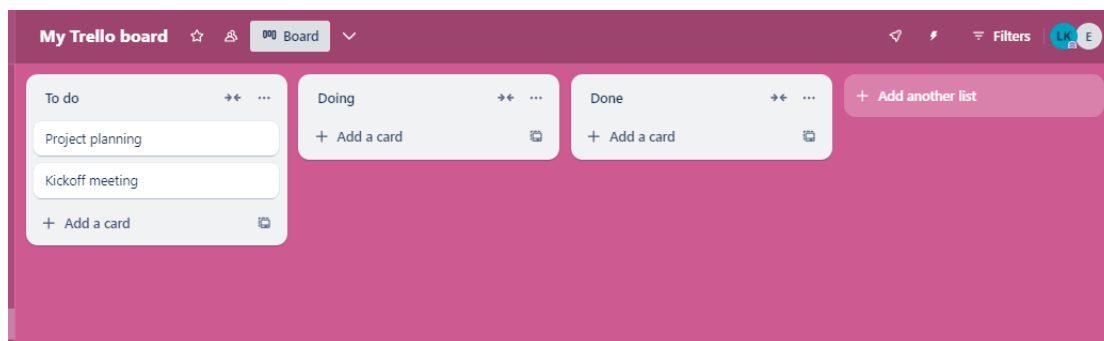 My Trello board
Board
Filters
LK
E
To do
Project planning
Kickoff meeting
+ Add a card
Doing
+ Add a card
Done
+ Add a card
+ Add another list